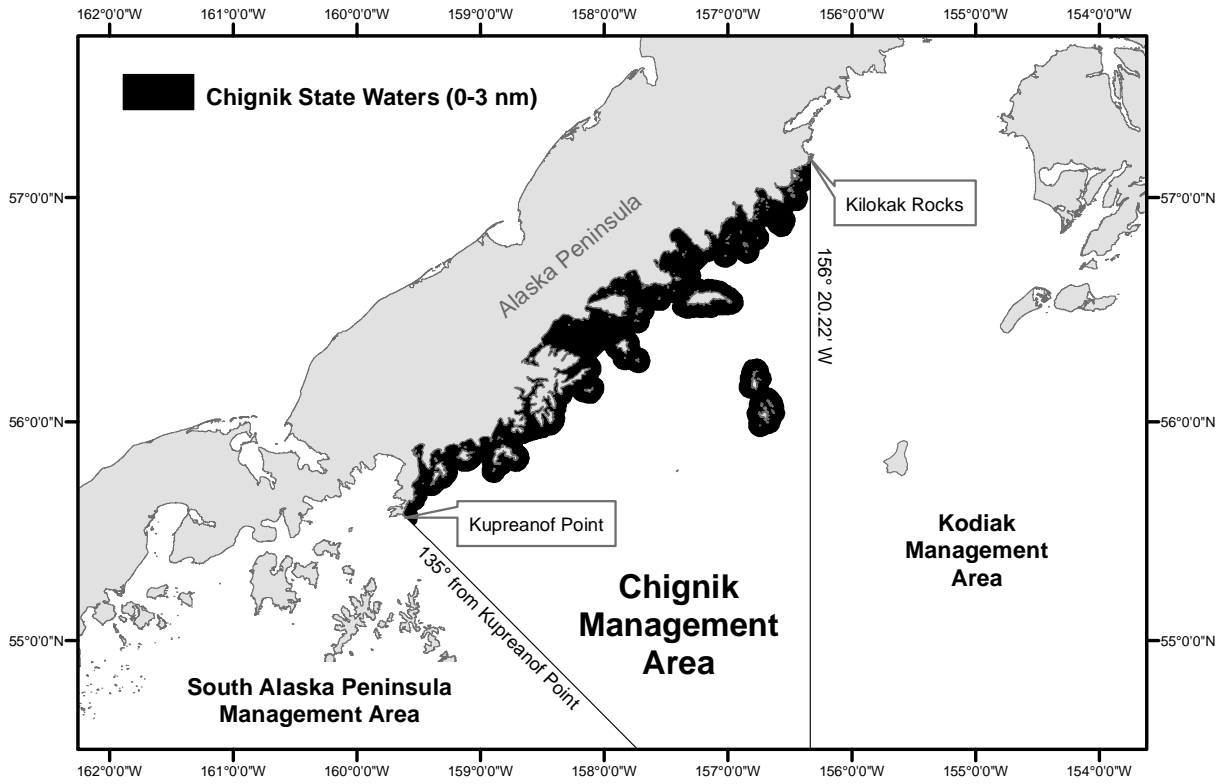 162°0'0"W
161°0'0"W
160°0'0"W
159°0'0"W
158°0'0"W
157°0'0"W
156°0'0"W
155°0'0"W
154°0'0"W
Chignik State Waters (0-3 nm)
57°0'0"N
57°0'0"N
Kilokak Rocks
Alaska Peninsula
156° 20.22' W
56°0'0"N
56°0'0"N
Kupreanof Point
135° from Kupreanof Point
Kodiak
Management
Area
Chignik
Management
Area
55°0'0"N
55°0'0"N
South Alaska Peninsula
Management Area
162°0'0"W
161°0'0"W
160°0'0"W
159°0'0"W
158°0'0"W
157°0'0"W
156°0'0"W
155°0'0"W
154°0'0"W